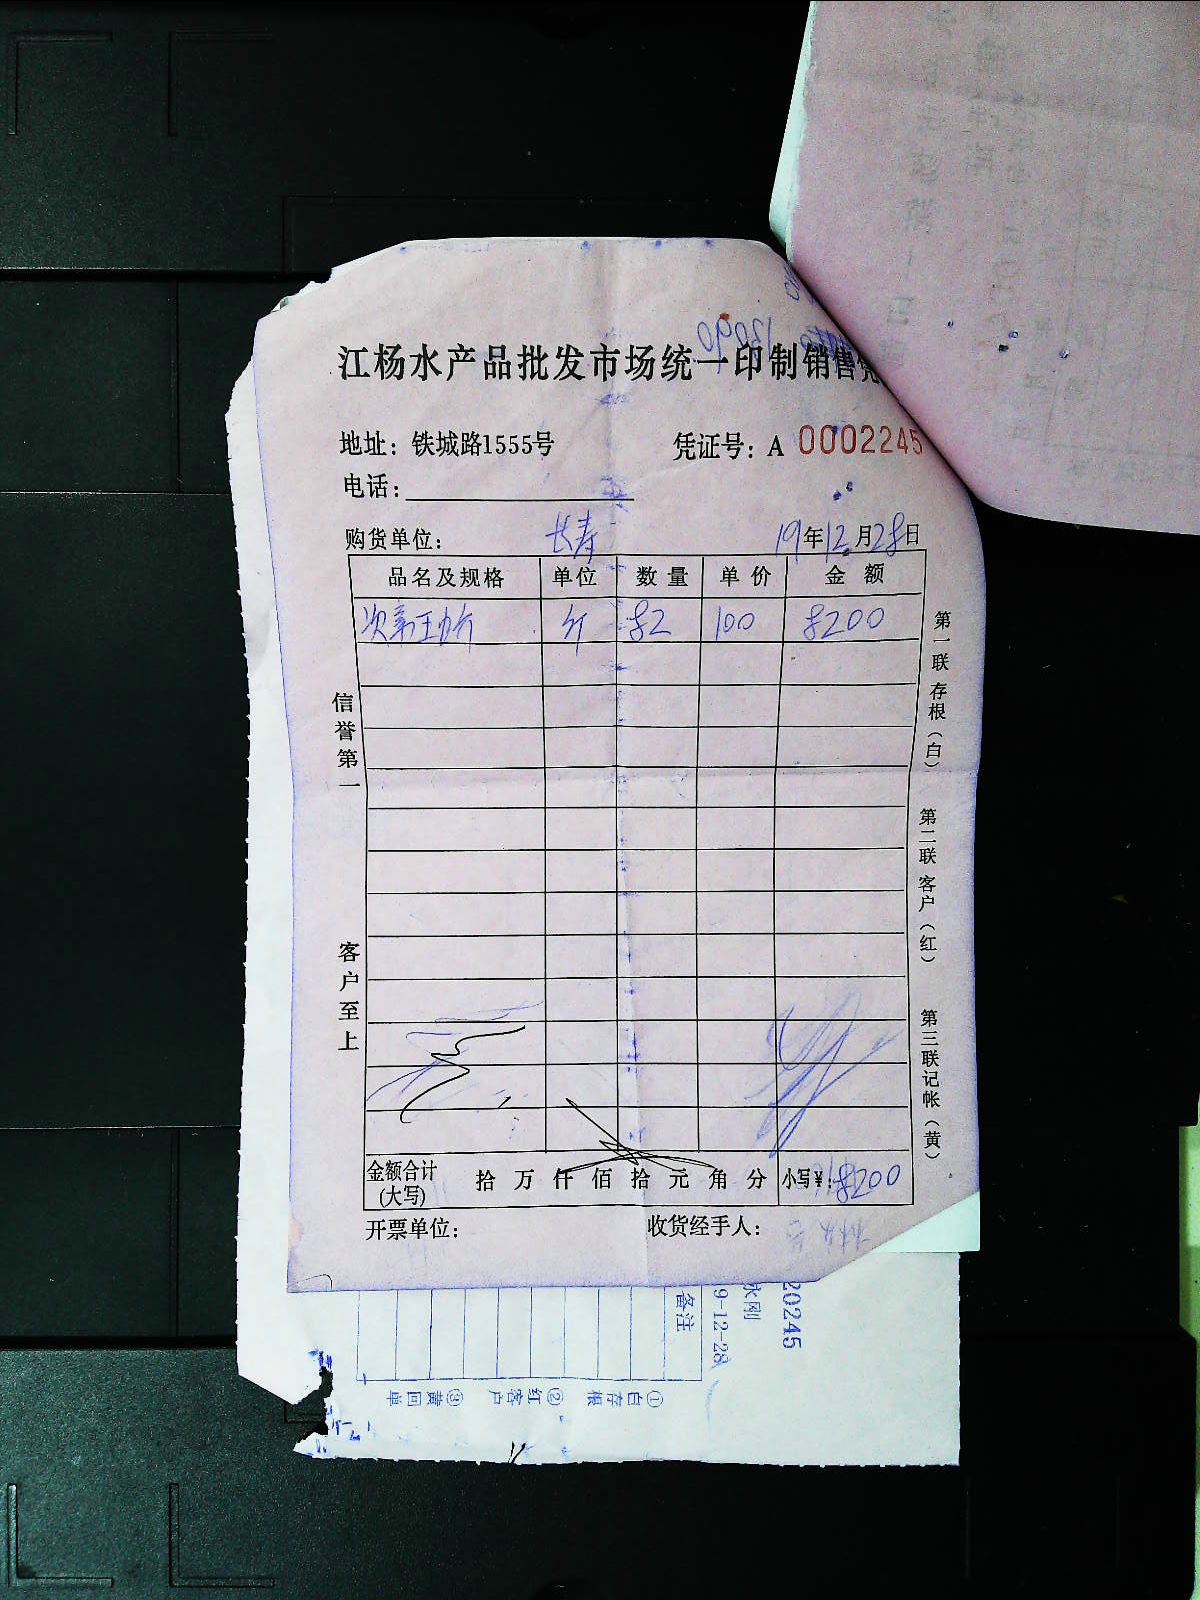 江杨水产品批发市场统一印制销售凭
地址：铁城路1555号 凭证号：A 0002245
电话：
购货单位： 长寿 19年12月28日
品名及规格 单位 数量 单价 金额
斤 82 100 8200
信誉第一
客户至上
第一联 存根（白）
第二联 客户（红）
第三联 记帐（黄）
金额合计（大写） 拾 万 仟 佰 拾 元 角 分 小写￥：8200
开票单位： 收货经手人：
20245
永刚
9-12-28
备注
①白存根 ②红客户 ③黄回单